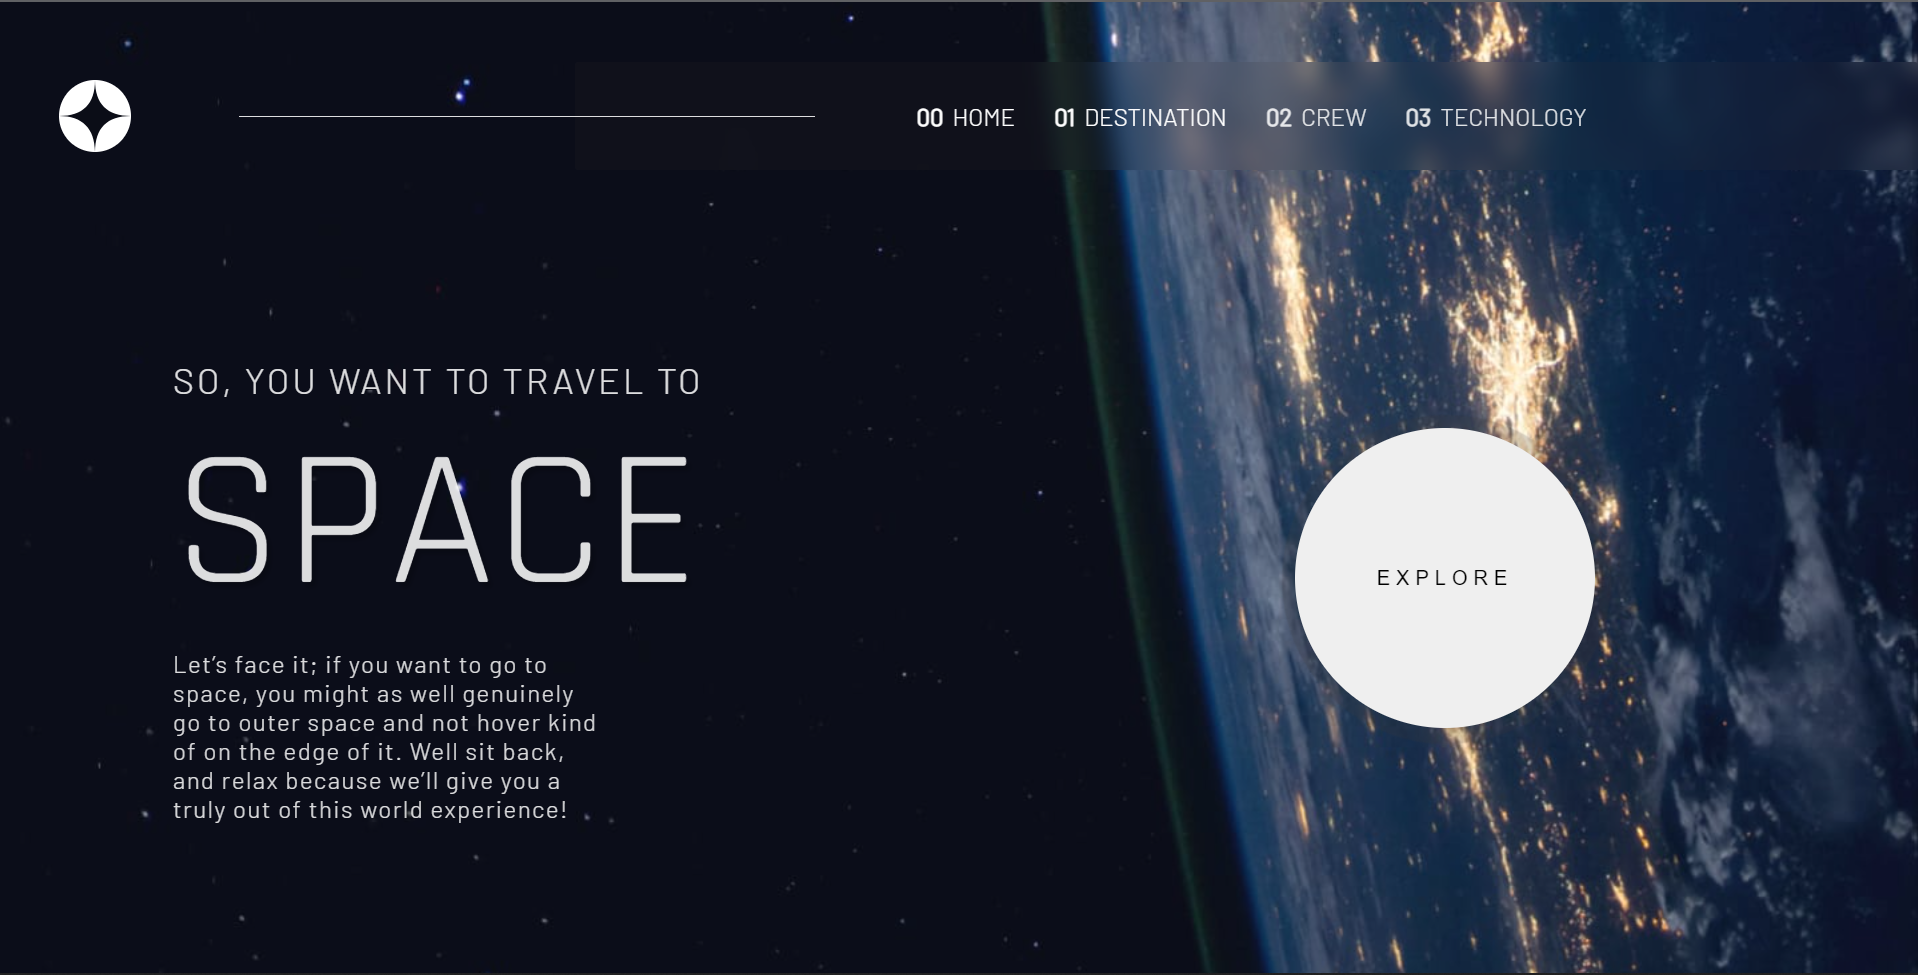 00 HOME 01 DESTINATION 02 CREW 03 TECHNOLOGY
SO, YOU WANT TO TRAVEL TO
SPACE
Let’s face it; if you want to go to
space, you might as well genuinely
go to outer space and not hover kind
of on the edge of it. Well sit back,
and relax because we’ll give you a
truly out of this world experience!
EXPLORE